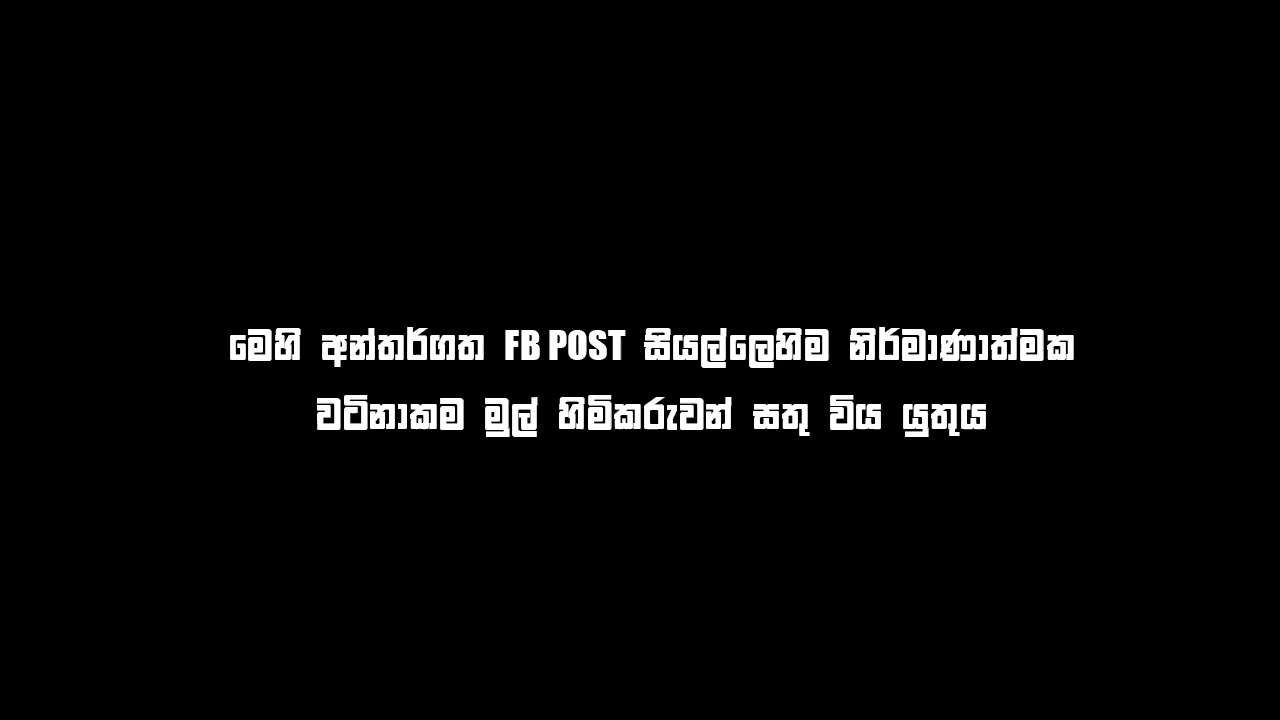 මෙහි අන්තර්ගත FB POST සියල්ලෙහිම නිර්මාණාත්මක
වටිනාකම මුල් හිමිකරුවන් සතු විය යුතුය